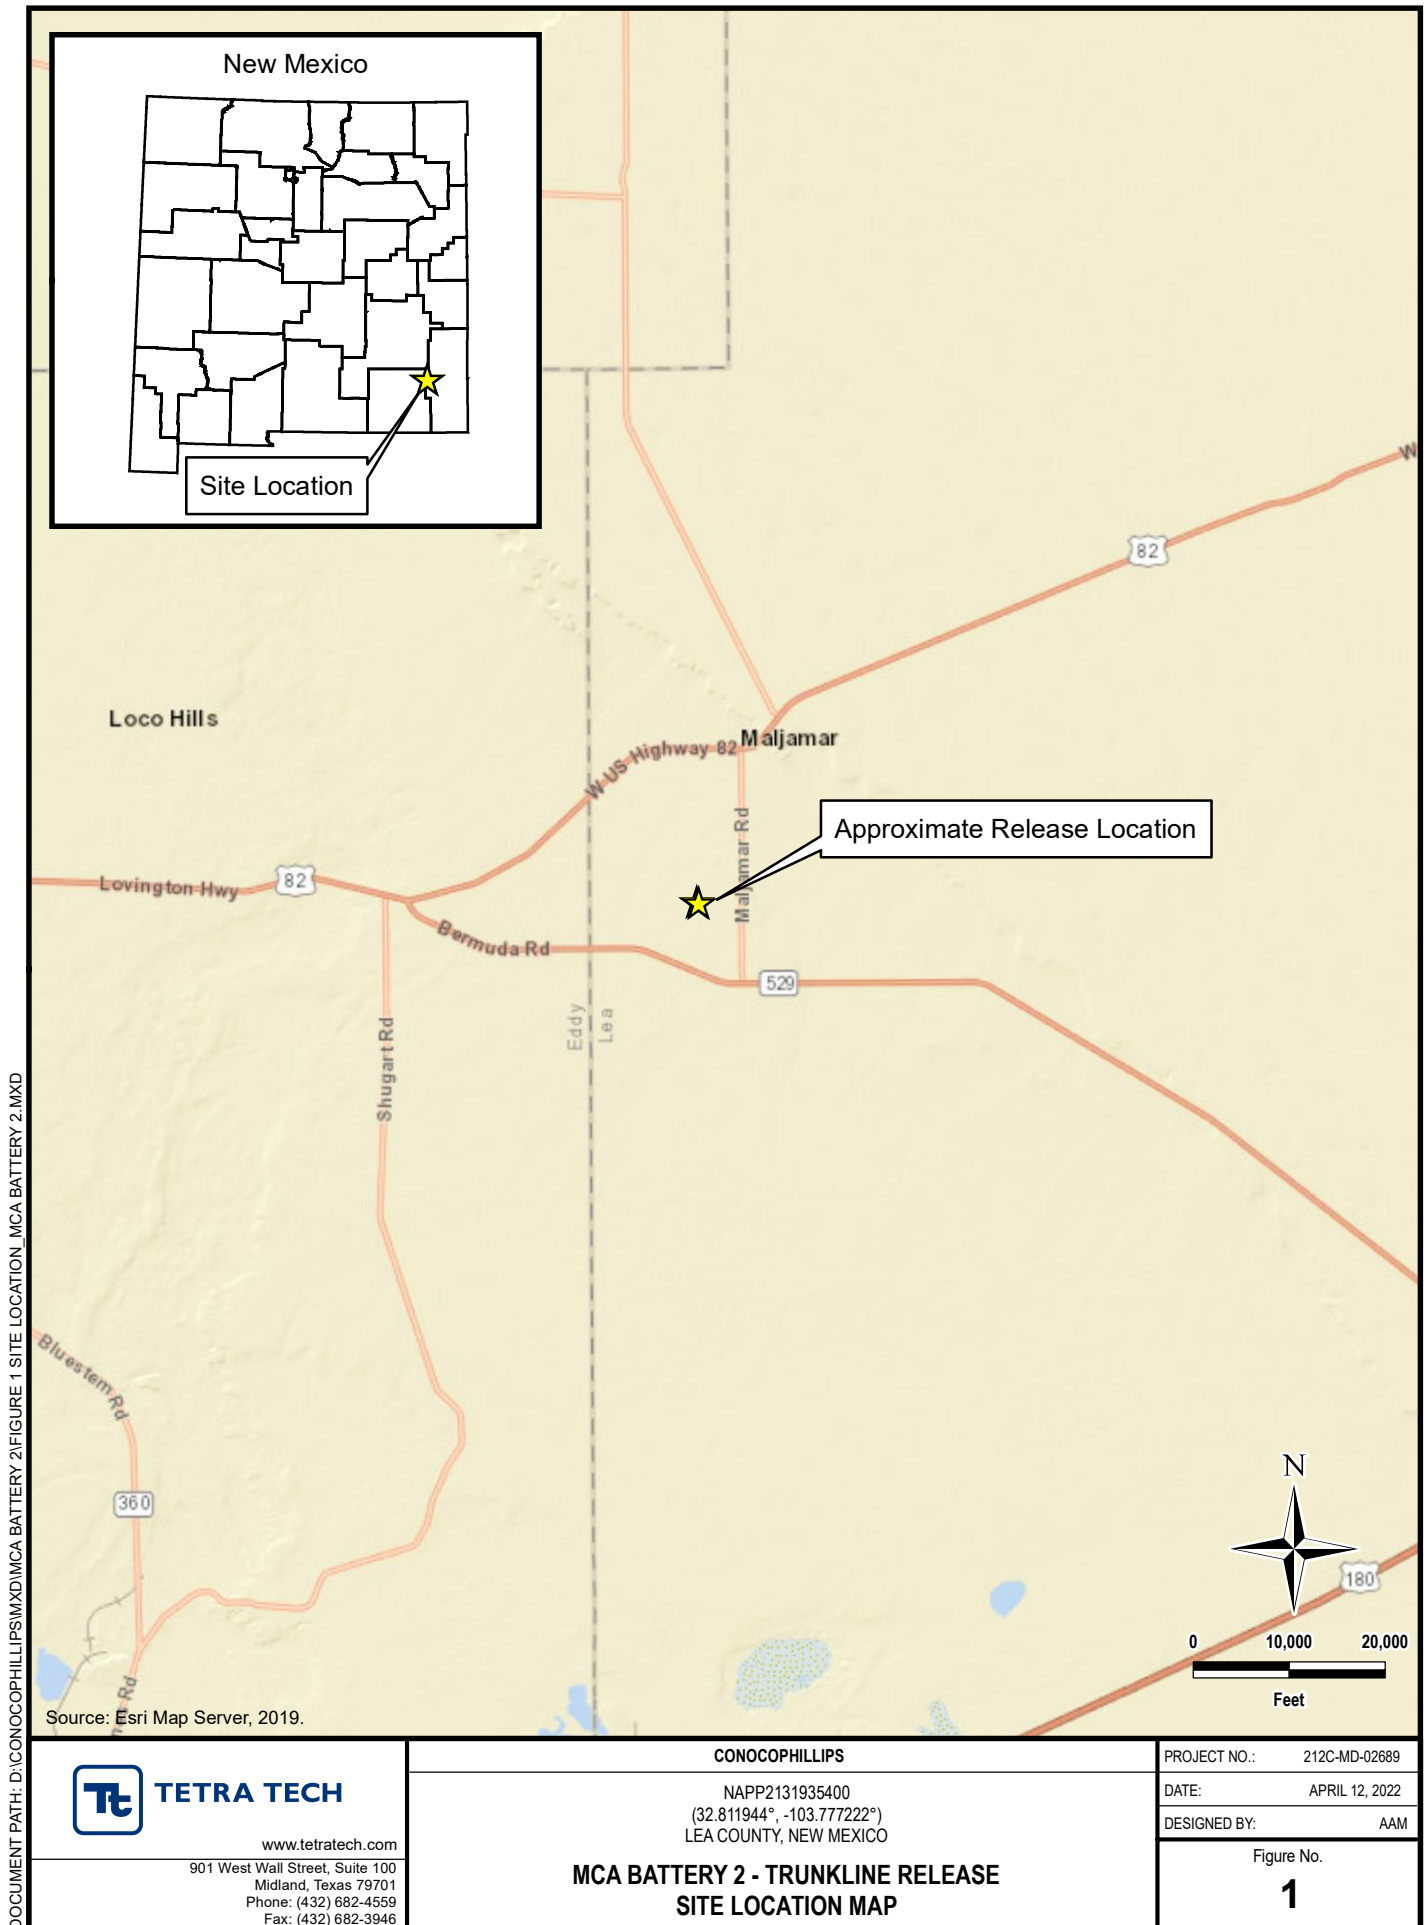 New Mexico
Site Location
W
82
Loco Hills
Maljamar
W US Highway 82
Approximate Release Location
Maljamar Rd
Lovington Hwy
82
Bermuda Rd
529
Eddy
Lea
Shugart Rd
Bluestem Rd
360
N
180
0 10,000 20,000
Feet
Rd
Source: Esri Map Server, 2019.
DOCUMENT PATH: D:\CONOCOPHILLIPS\MXD\MCA BATTERY 2\FIGURE 1 SITE LOCATION_MCA BATTERY 2.MXD
Tt TETRA TECH
www.tetratech.com
901 West Wall Street, Suite 100
Midland, Texas 79701
Phone: (432) 682-4559
Fax: (432) 682-3946
CONOCOPHILLIPS
NAPP2131935400
(32.811944°, -103.777222°)
LEA COUNTY, NEW MEXICO
MCA BATTERY 2 - TRUNKLINE RELEASE
SITE LOCATION MAP
PROJECT NO.: 212C-MD-02689
DATE: APRIL 12, 2022
DESIGNED BY: AAM
Figure No.
1